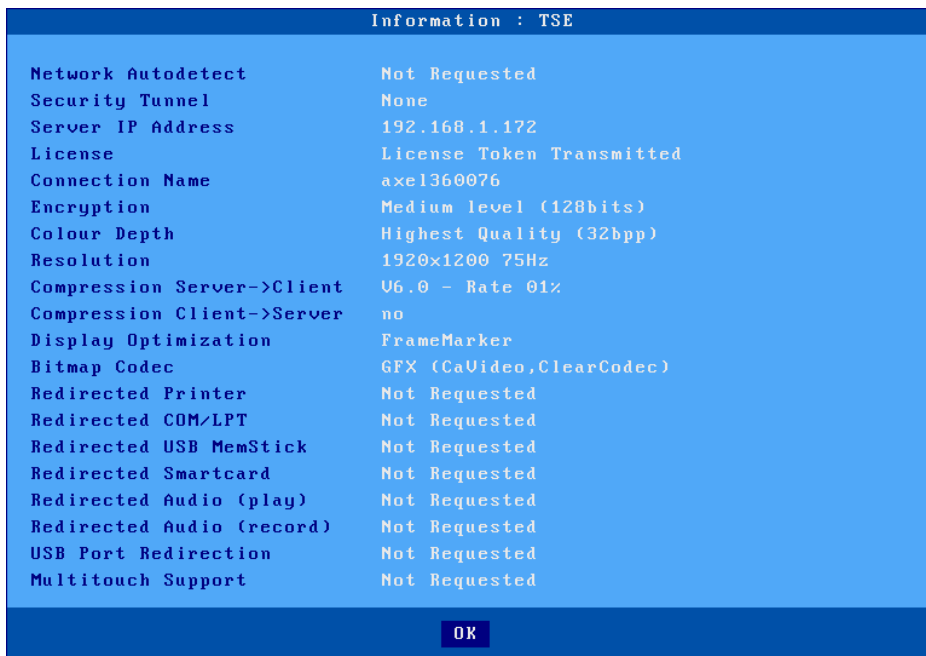 Information : TSE
Network Autodetect Not Requested
Security Tunnel None
Server IP Address 192.168.1.172
License License Token Transmitted
Connection Name axel360076
Encryption Medium level (128bits)
Colour Depth Highest Quality (32bpp)
Resolution 1920x1200 75Hz
Compression Server->Client V6.0 - Rate 01%
Compression Client->Server no
Display Optimization FrameMarker
Bitmap Codec GFX (CaVideo,ClearCodec)
Redirected Printer Not Requested
Redirected COM/LPT Not Requested
Redirected USB MemStick Not Requested
Redirected Smartcard Not Requested
Redirected Audio (play) Not Requested
Redirected Audio (record) Not Requested
USB Port Redirection Not Requested
Multitouch Support Not Requested
OK